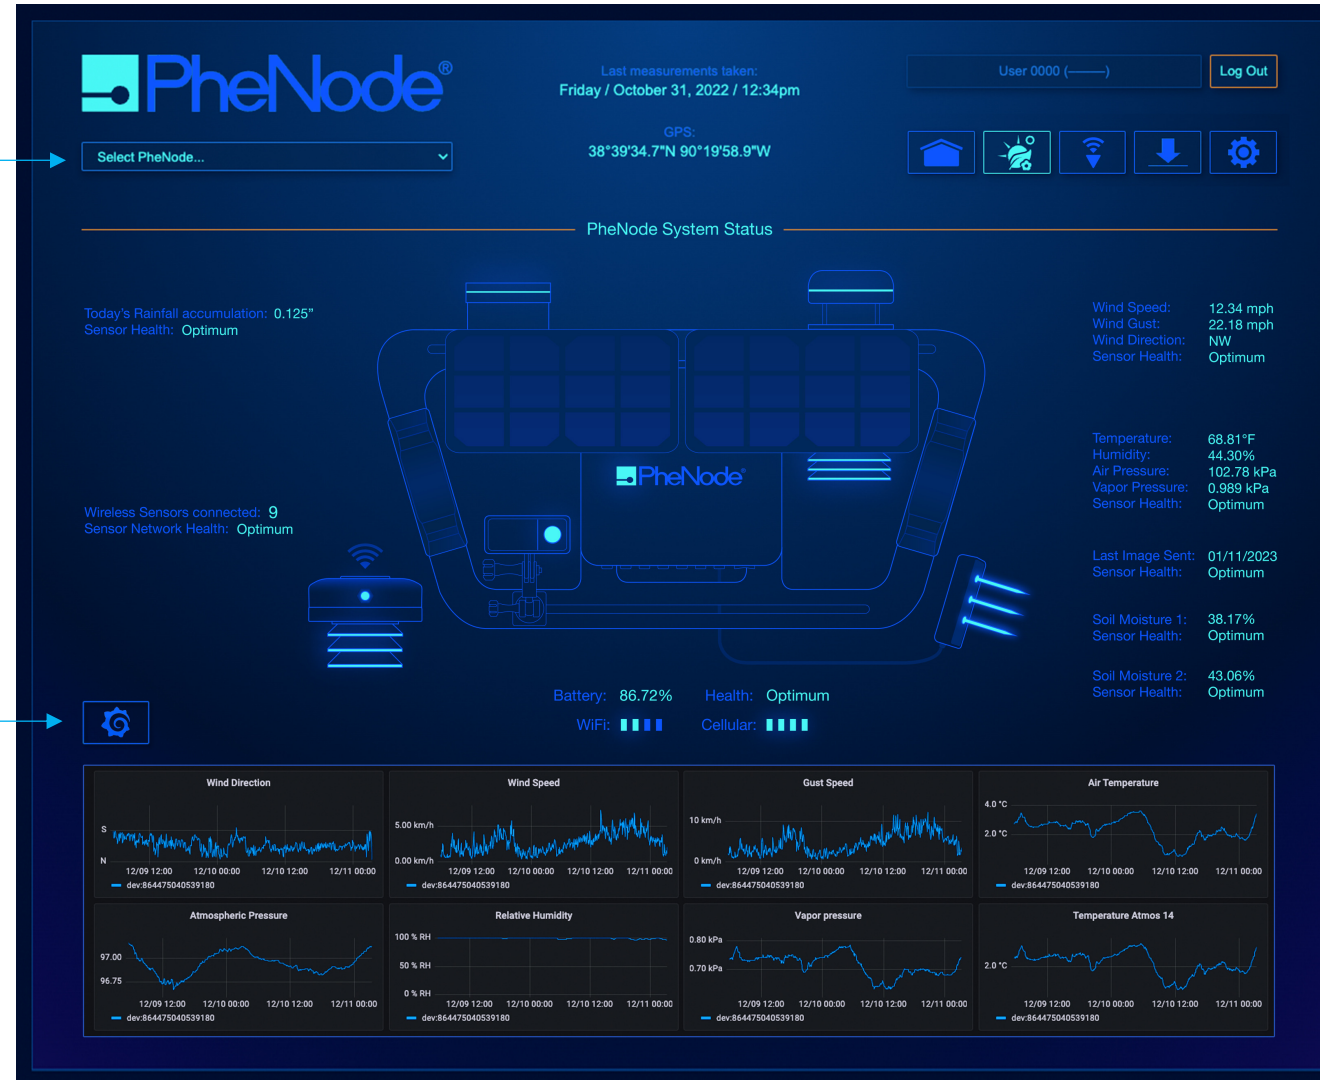 PheNode®
Last measurements taken:
Friday / October 31, 2022 / 12:34pm
User 0000 (———)
Log Out
GPS:
38°39'34.7"N 90°19'58.9"W
Select PheNode...
PheNode System Status
Today's Rainfall accumulation: 0.125”
Sensor Health: Optimum
Wind Speed: 12.34 mph
Wind Gust: 22.18 mph
Wind Direction: NW
Sensor Health: Optimum
Temperature: 68.81°F
Humidity: 44.30%
Air Pressure: 102.78 kPa
Vapor Pressure: 0.989 kPa
Sensor Health: Optimum
PheNode®
Wireless Sensors connected: 9
Sensor Network Health: Optimum
Last Image Sent: 01/11/2023
Sensor Health: Optimum
Soil Moisture 1: 38.17%
Sensor Health: Optimum
Soil Moisture 2: 43.06%
Sensor Health: Optimum
Battery: 86.72% Health: Optimum
WiFi: Cellular:
Wind Direction
S
N
12/09 12:00 12/10 00:00 12/10 12:00 12/11 00:00
dev:864475040539180
Wind Speed
5.00 km/h
0.00 km/h
12/09 12:00 12/10 00:00 12/10 12:00 12/11 00:00
dev:864475040539180
Gust Speed
10 km/h
0 km/h
12/09 12:00 12/10 00:00 12/10 12:00 12/11 00:00
dev:864475040539180
Air Temperature
4.0 °C
2.0 °C
12/09 12:00 12/10 00:00 12/10 12:00 12/11 00:00
dev:864475040539180
Atmospheric Pressure
97.00
96.75
12/09 12:00 12/10 00:00 12/10 12:00 12/11 00:00
dev:864475040539180
Relative Humidity
100 % RH
50 % RH
0 % RH
12/09 12:00 12/10 00:00 12/10 12:00 12/11 00:00
dev:864475040539180
Vapor pressure
0.80 kPa
0.70 kPa
12/09 12:00 12/10 00:00 12/10 12:00 12/11 00:00
dev:864475040539180
Temperature Atmos 14
2.0 °C
12/09 12:00 12/10 00:00 12/10 12:00 12/11 00:00
dev:864475040539180